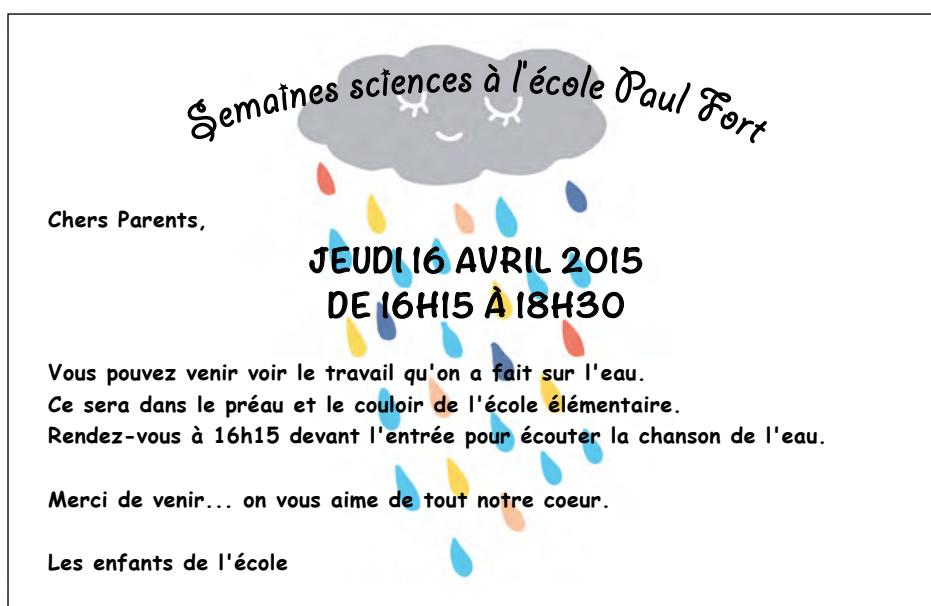 Semaines sciences à l'école Paul Fort
Chers Parents,
JEUDI 16 AVRIL 2015
DE 16H15 À 18H30
Vous pouvez venir voir le travail qu'on a fait sur l'eau.
Ce sera dans le préau et le couloir de l'école élémentaire.
Rendez-vous à 16h15 devant l'entrée pour écouter la chanson de l'eau.
Merci de venir... on vous aime de tout notre coeur.
Les enfants de l'école